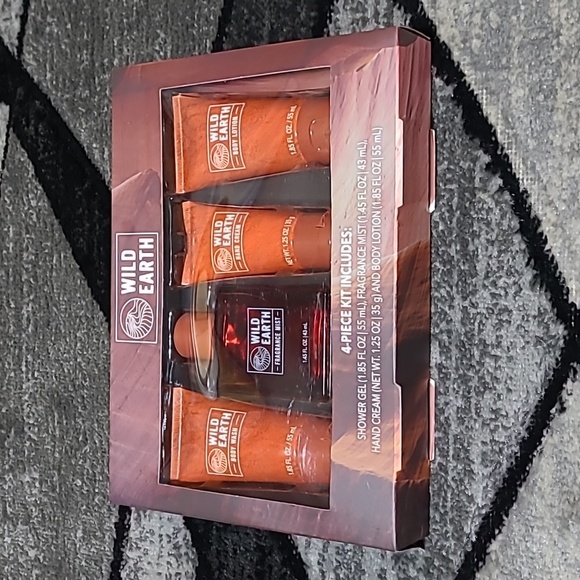 WILD
EARTH
WILD
EARTH
BODY WASH
1.85 FL OZ / 55 mL
WILD
EARTH
FRAGRANCE MIST
1.45 FL OZ | 43 mL
WILD
EARTH
HAND CREAM
NET WT. 1.25 OZ | 35 g
WILD
EARTH
BODY LOTION
1.85 FL OZ / 55 mL
4-PIECE KIT INCLUDES:
SHOWER GEL (1.85 FL OZ | 55 mL), FRAGRANCE MIST (1.45 FL OZ | 43 mL),
HAND CREAM (NET WT. 1.25 OZ | 35 g) AND BODY LOTION (1.85 FL OZ | 55 mL)